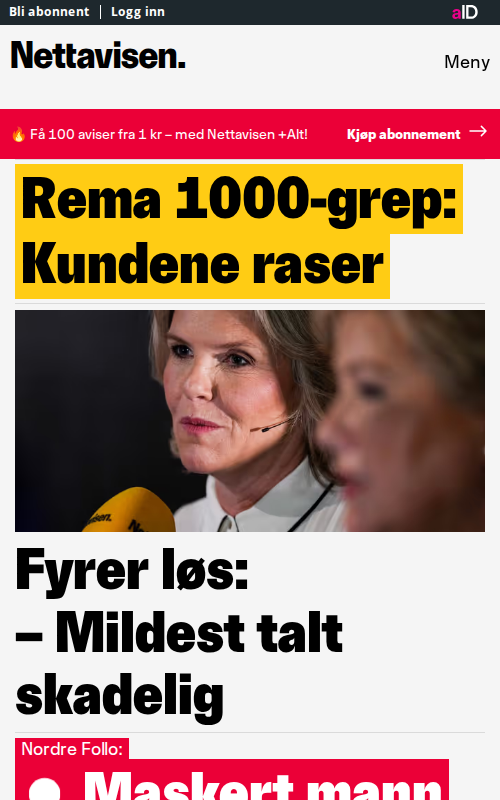 Bli abonnent | Logg inn
aID
Nettavisen.
Meny
🔥 Få 100 aviser fra 1 kr – med Nettavisen +Alt!
Kjøp abonnement →
Rema 1000-grep:
Kundene raser
Fyrer løs:
– Mildest talt
skadelig
Nordre Follo:
Maskert mann